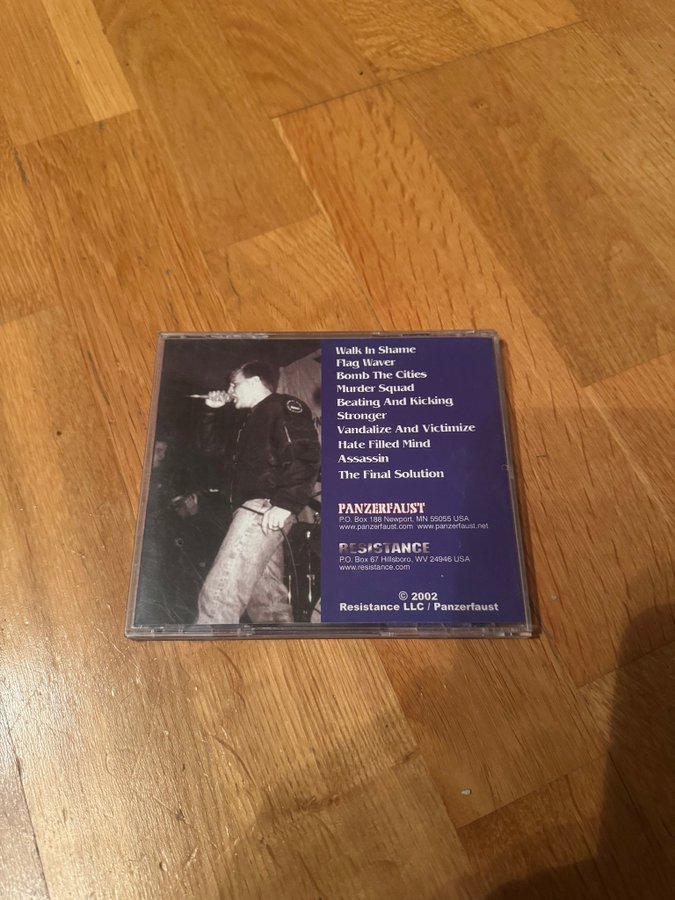 Walk In Shame
Flag Waver
Bomb The Cities
Murder Squad
Beating And Kicking
Stronger
Vandalize And Victimize
Hate Filled Mind
Assassin
The Final Solution
PANZERFAUST
P.O. Box 188 Newport, MN 55055 USA
www.panzerfaust.com www.panzerfaust.net
RESISTANCE
P.O. Box 67 Hillsboro, WV 24946 USA
www.resistance.com
© 2002
Resistance LLC / Panzerfaust